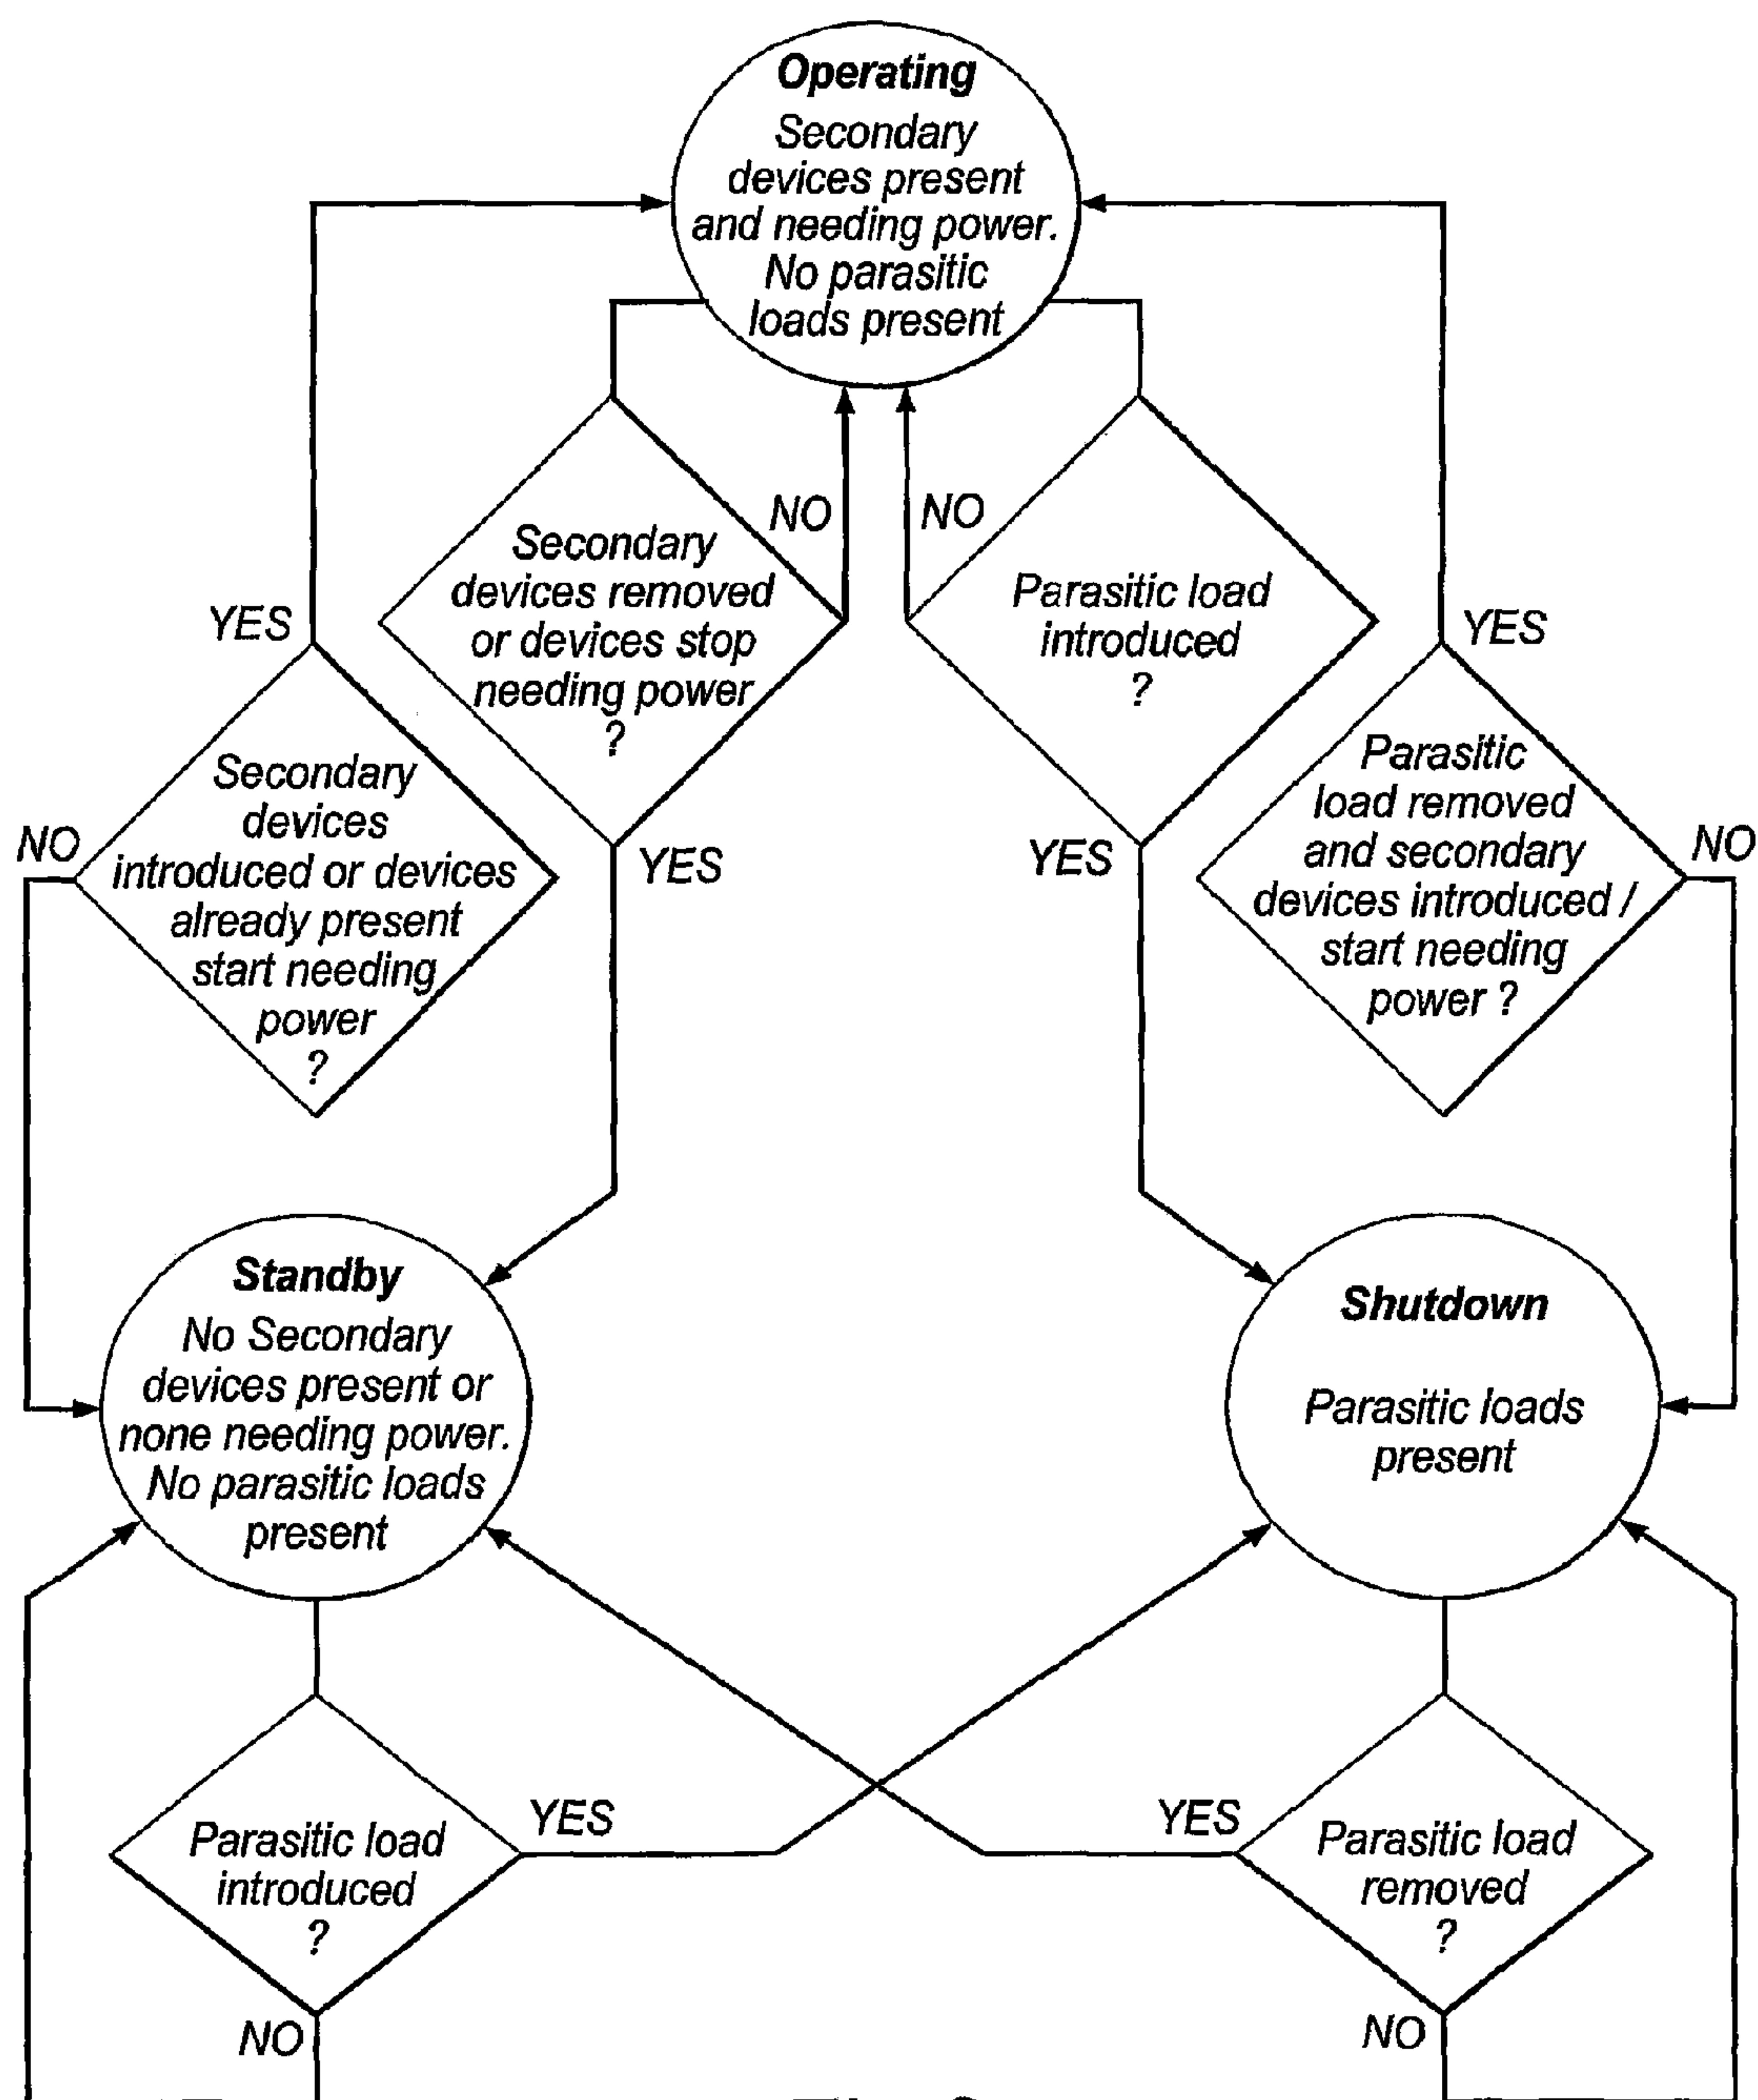 Operating
Secondary
devices present
and needing power.
No parasitic
loads present
NO
NO
Secondary
devices removed
or devices stop
needing power
?
Parasitic load
introduced
?
YES
YES
Secondary
devices
introduced or devices
already present
start needing
power
?
Parasitic
load removed
and secondary
devices introduced /
start needing
power ?
NO
YES
YES
NO
Standby
No Secondary
devices present or
none needing power.
No parasitic loads
present
Shutdown
Parasitic loads
present
YES
YES
Parasitic load
introduced
?
Parasitic load
removed
?
NO
NO